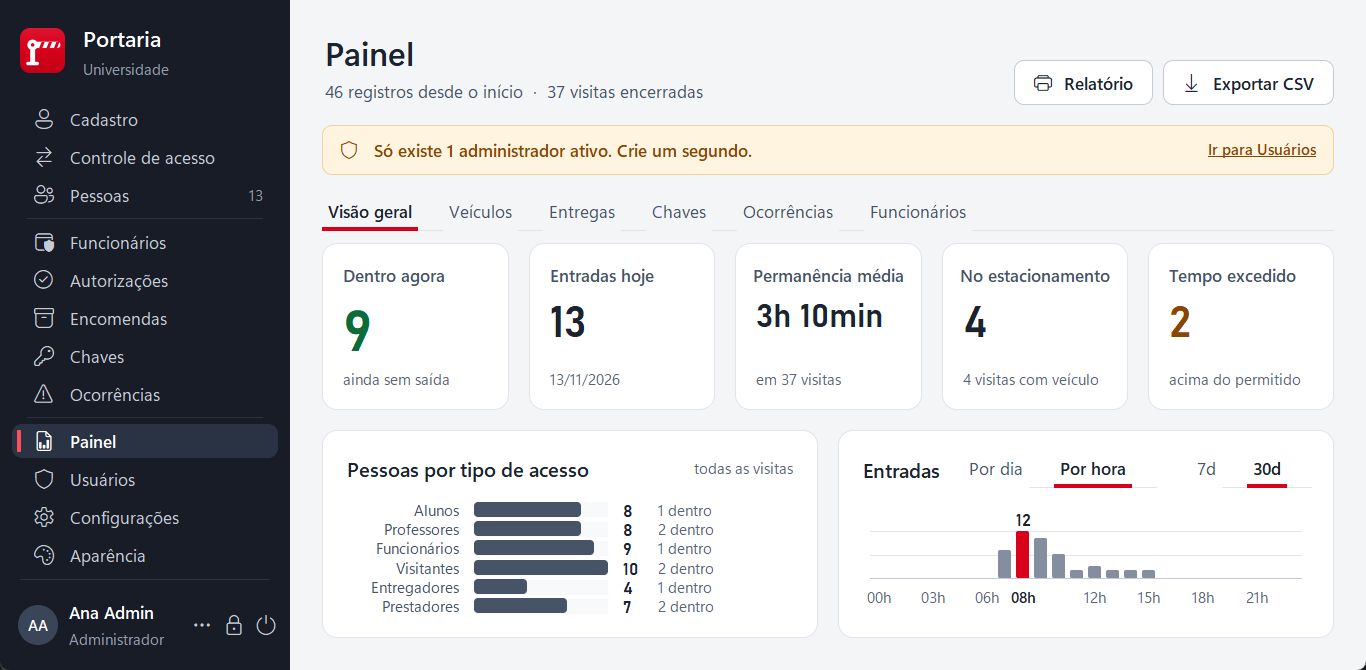 Portaria
Universidade
Cadastro
Controle de acesso
Pessoas 13
Funcionários
Autorizações
Encomendas
Chaves
Ocorrências
Painel
Usuários
Configurações
Aparência
AA
Ana Admin
Administrador
Painel
46 registros desde o início · 37 visitas encerradas
Relatório
Exportar CSV
Só existe 1 administrador ativo. Crie um segundo.
Ir para Usuários
Visão geral Veículos Entregas Chaves Ocorrências Funcionários
Dentro agora
9
ainda sem saída
Entradas hoje
13
13/11/2026
Permanência média
3h 10min
em 37 visitas
No estacionamento
4
4 visitas com veículo
Tempo excedido
2
acima do permitido
Pessoas por tipo de acesso
todas as visitas
Alunos 8 1 dentro
Professores 8 2 dentro
Funcionários 9 1 dentro
Visitantes 10 2 dentro
Entregadores 4 1 dentro
Prestadores 7 2 dentro
Entradas
Por dia Por hora 7d 30d
12
00h 03h 06h 08h 12h 15h 18h 21h